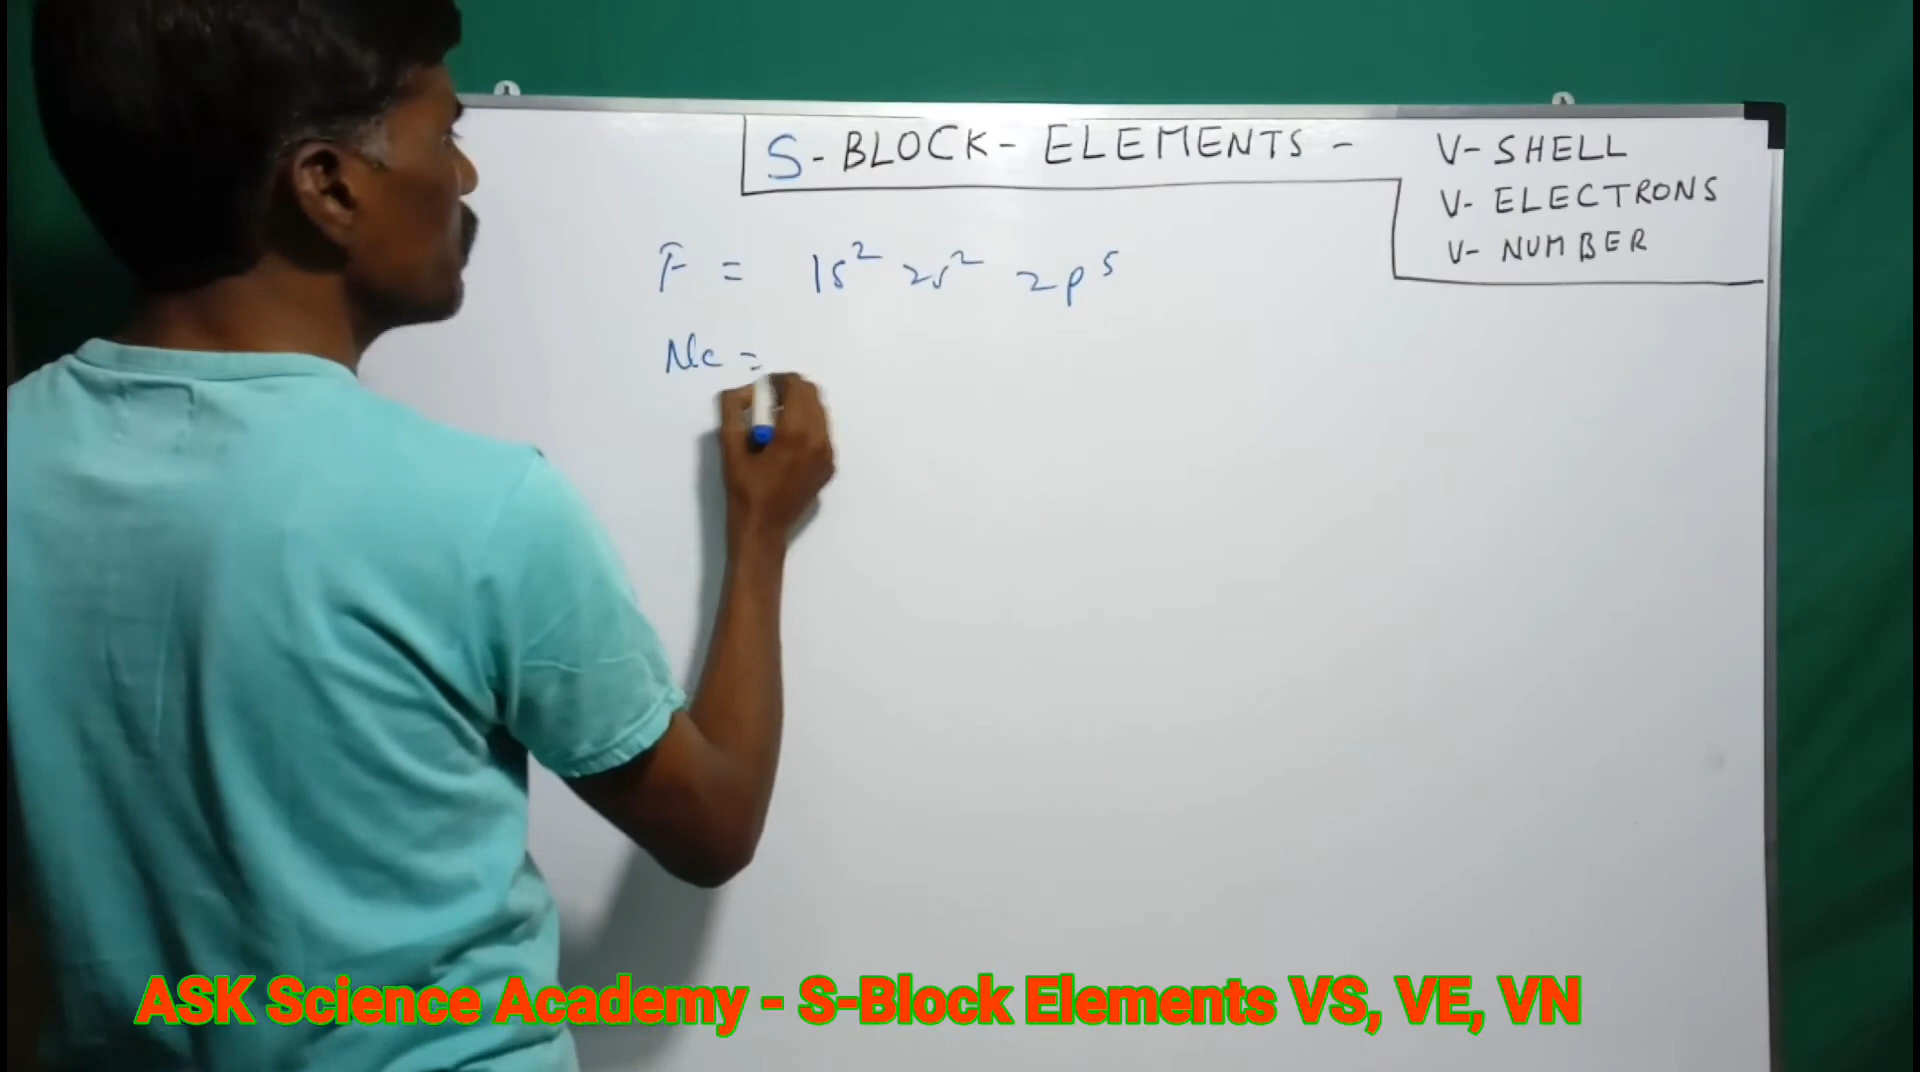 S - BLOCK - ELEMENTS -
V - SHELL
V - ELECTRONS
V - NUMBER
F = 1s² 2s² 2p⁵
Ne =
ASK Science Academy - S-Block Elements VS, VE, VN